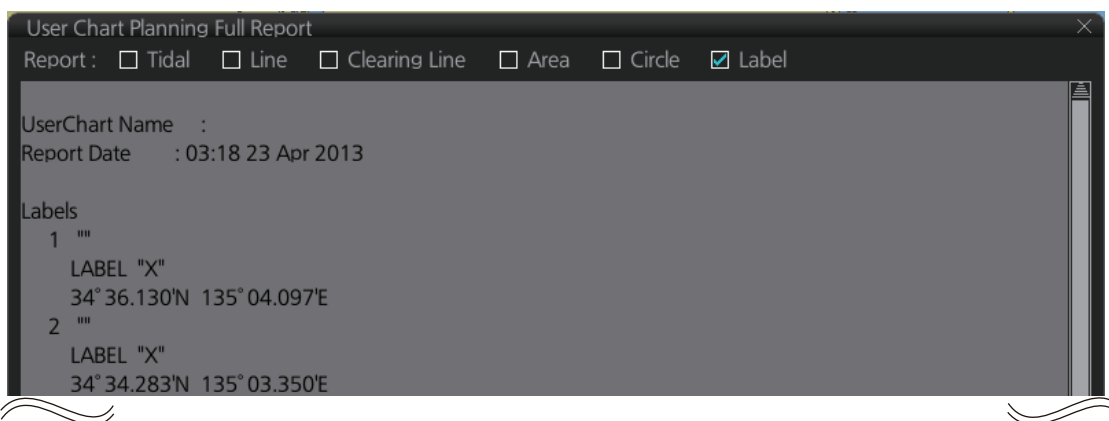 User Chart Planning Full Report
Report : Tidal Line Clearing Line Area Circle Label
UserChart Name :
Report Date : 03:18 23 Apr 2013
Labels
1 ""
LABEL "X"
34°36.130'N 135°04.097'E
2 ""
LABEL "X"
34°34.283'N 135°03.350'E